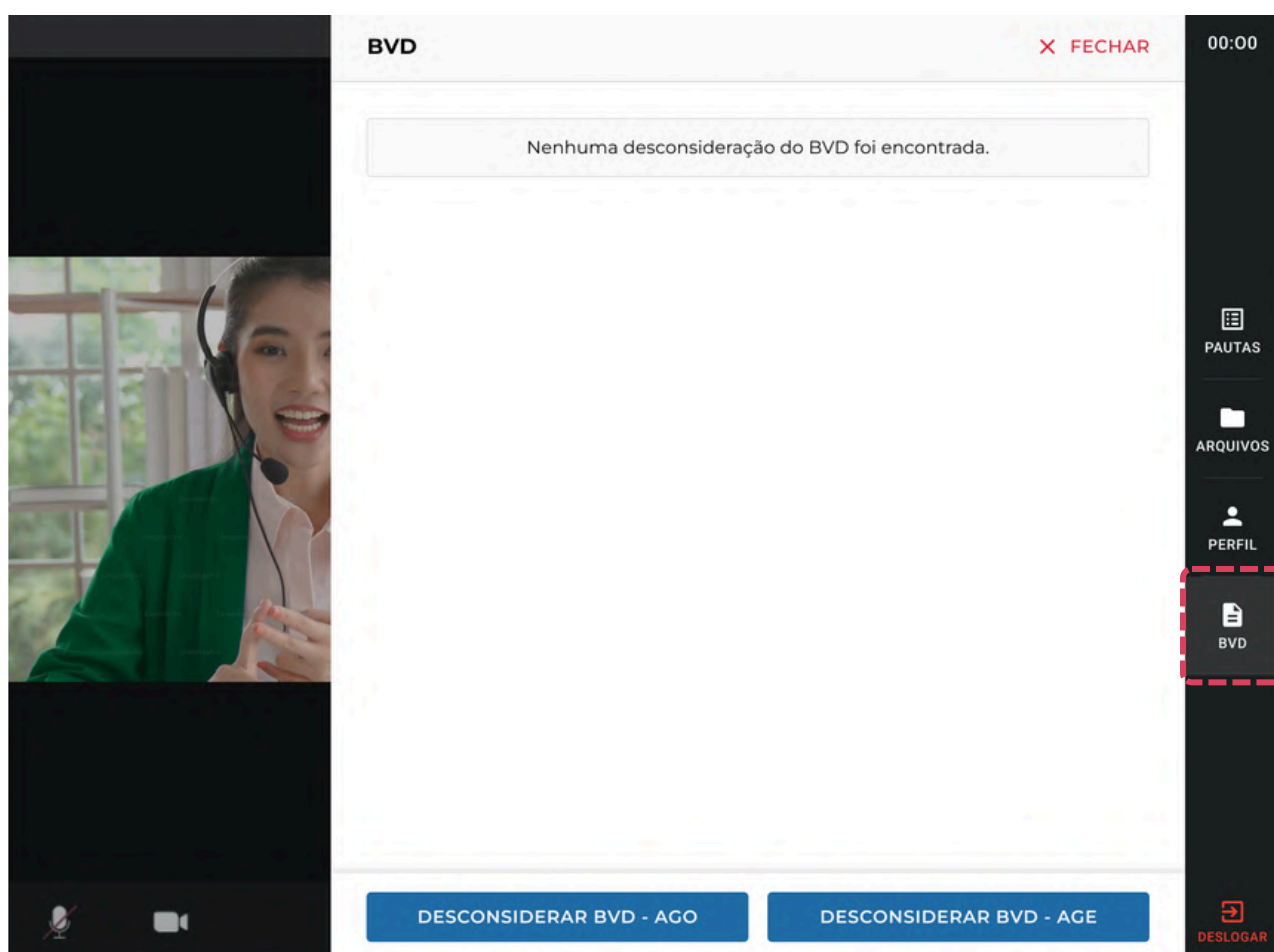 BVD
FECHAR
00:00
Nenhuma desconsideração do BVD foi encontrada.
PAUTAS
ARQUIVOS
PERFIL
BVD
DESCONSIDERAR BVD - AGO
DESCONSIDERAR BVD - AGE
DESLOGAR